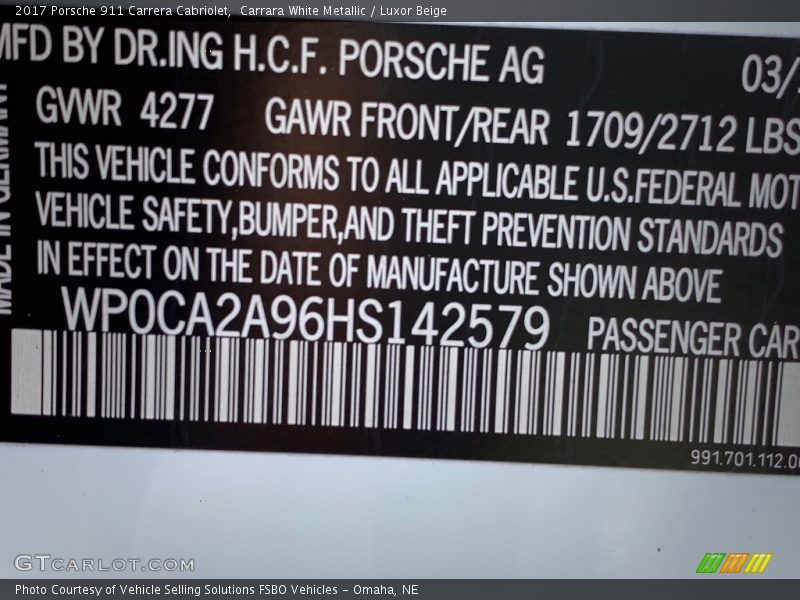 2017 Porsche 911 Carrera Cabriolet,  Carrara White Metallic / Luxor Beige
MFD BY DR.ING H.C.F. PORSCHE AG 03/
GVWR 4277 GAWR FRONT/REAR 1709/2712 LBS
THIS VEHICLE CONFORMS TO ALL APPLICABLE U.S.FEDERAL MOT
VEHICLE SAFETY,BUMPER,AND THEFT PREVENTION STANDARDS
IN EFFECT ON THE DATE OF MANUFACTURE SHOWN ABOVE
MADE IN GERMANY
WP0CA2A96HS142579 PASSENGER CAR
991.701.112.0
GTCARLOT.COM
Photo Courtesy of Vehicle Selling Solutions FSBO Vehicles – Omaha, NE